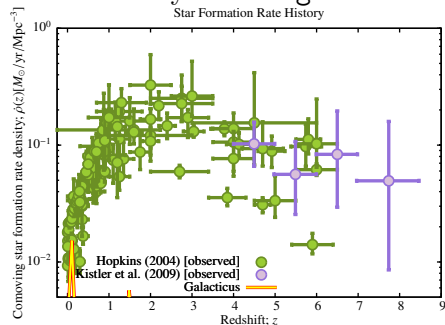 Star Formation Rate History
Comoving star formation rate density; ρ̇(z)[M⊙/yr/Mpc⁻³]
10⁰
10⁻¹
10⁻²
Hopkins (2004) [observed]
Kistler et al. (2009) [observed]
Galacticus
0 1 2 3 4 5 6 7 8 9
Redshift; z